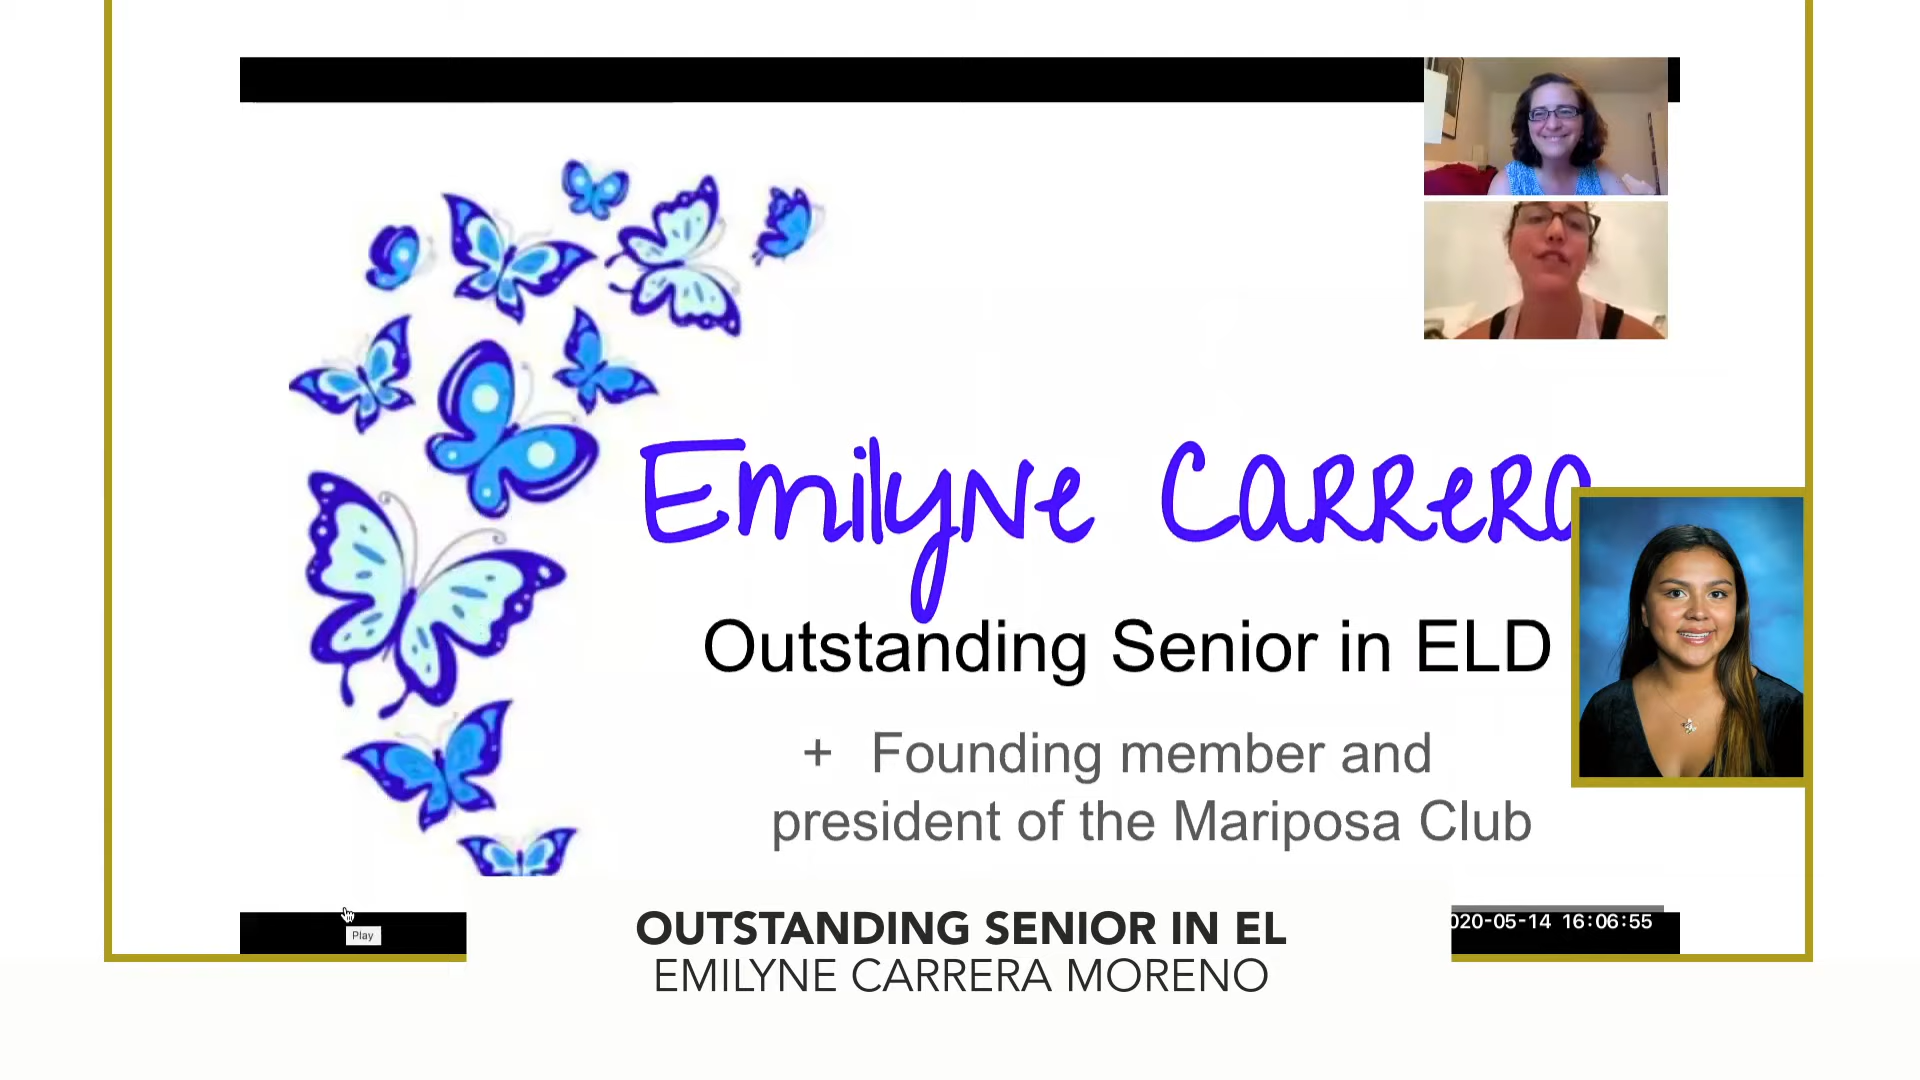 Emilyne Carrera
Outstanding Senior in ELD
+ Founding member and
president of the Mariposa Club
Play
020-05-14 16:06:55
OUTSTANDING SENIOR IN EL
EMILYNE CARRERA MORENO